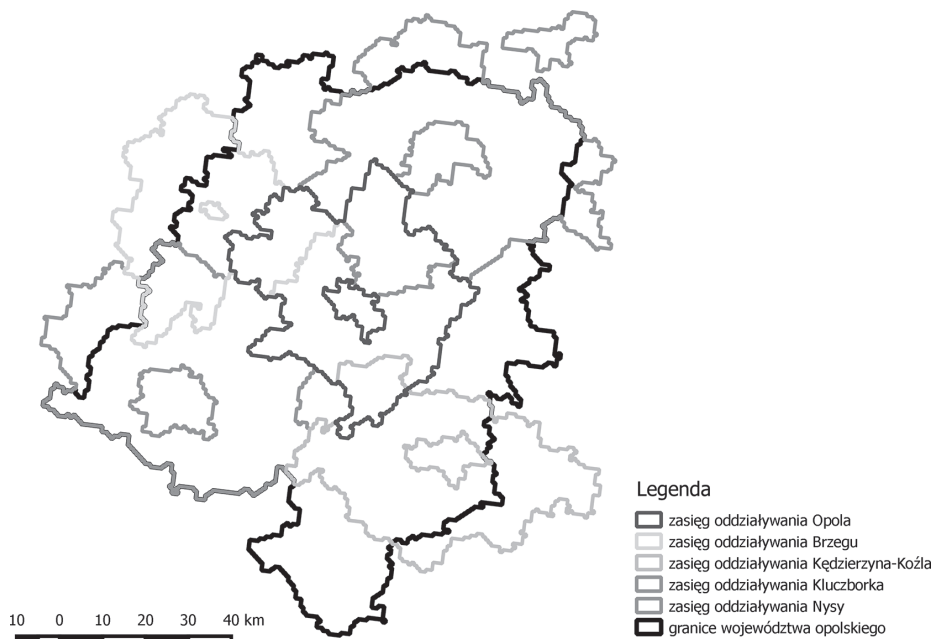 Legenda
zasięg oddziaływania Opola
zasięg oddziaływania Brzegu
zasięg oddziaływania Kędzierzyna-Koźla
zasięg oddziaływania Kluczborka
zasięg oddziaływania Nysy
granice województwa opolskiego
10 0 10 20 30 40 km